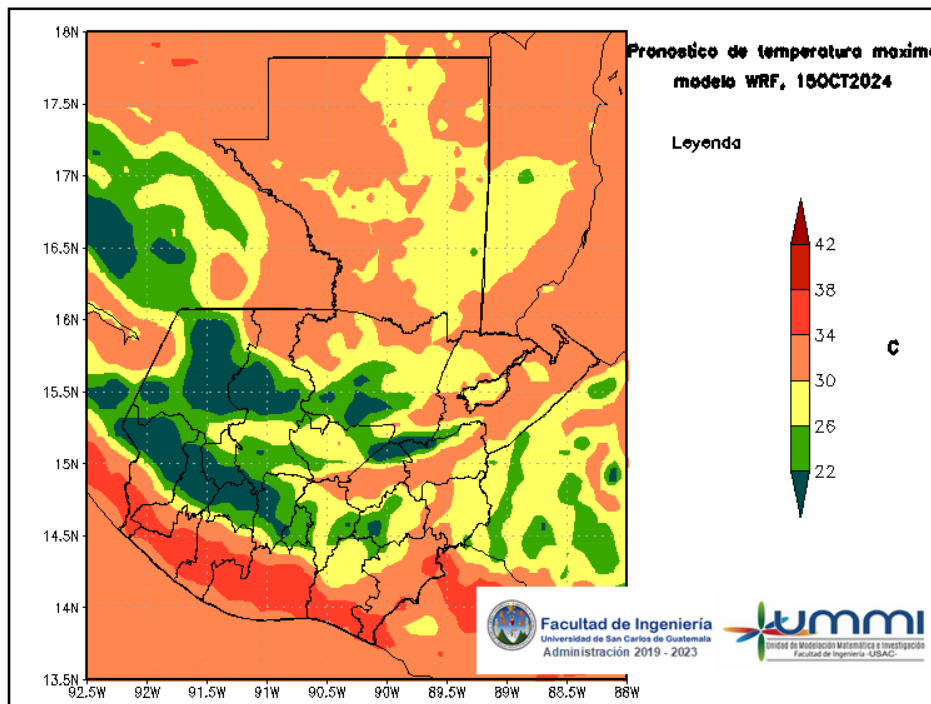 Pronostico de temperatura maxima
modelo WRF, 15OCT2024
Leyenda
42
38
34
30
26
22
C
18N
17.5N
17N
16.5N
16N
15.5N
15N
14.5N
14N
13.5N
92.5W
92W
91.5W
91W
90.5W
90W
89.5W
89W
88.5W
88W
Facultad de Ingeniería
Universidad de San Carlos de Guatemala
Administración 2019 - 2023
UMMI
Unidad de Modelación Matemática e Investigación
Facultad de Ingeniería -USAC-